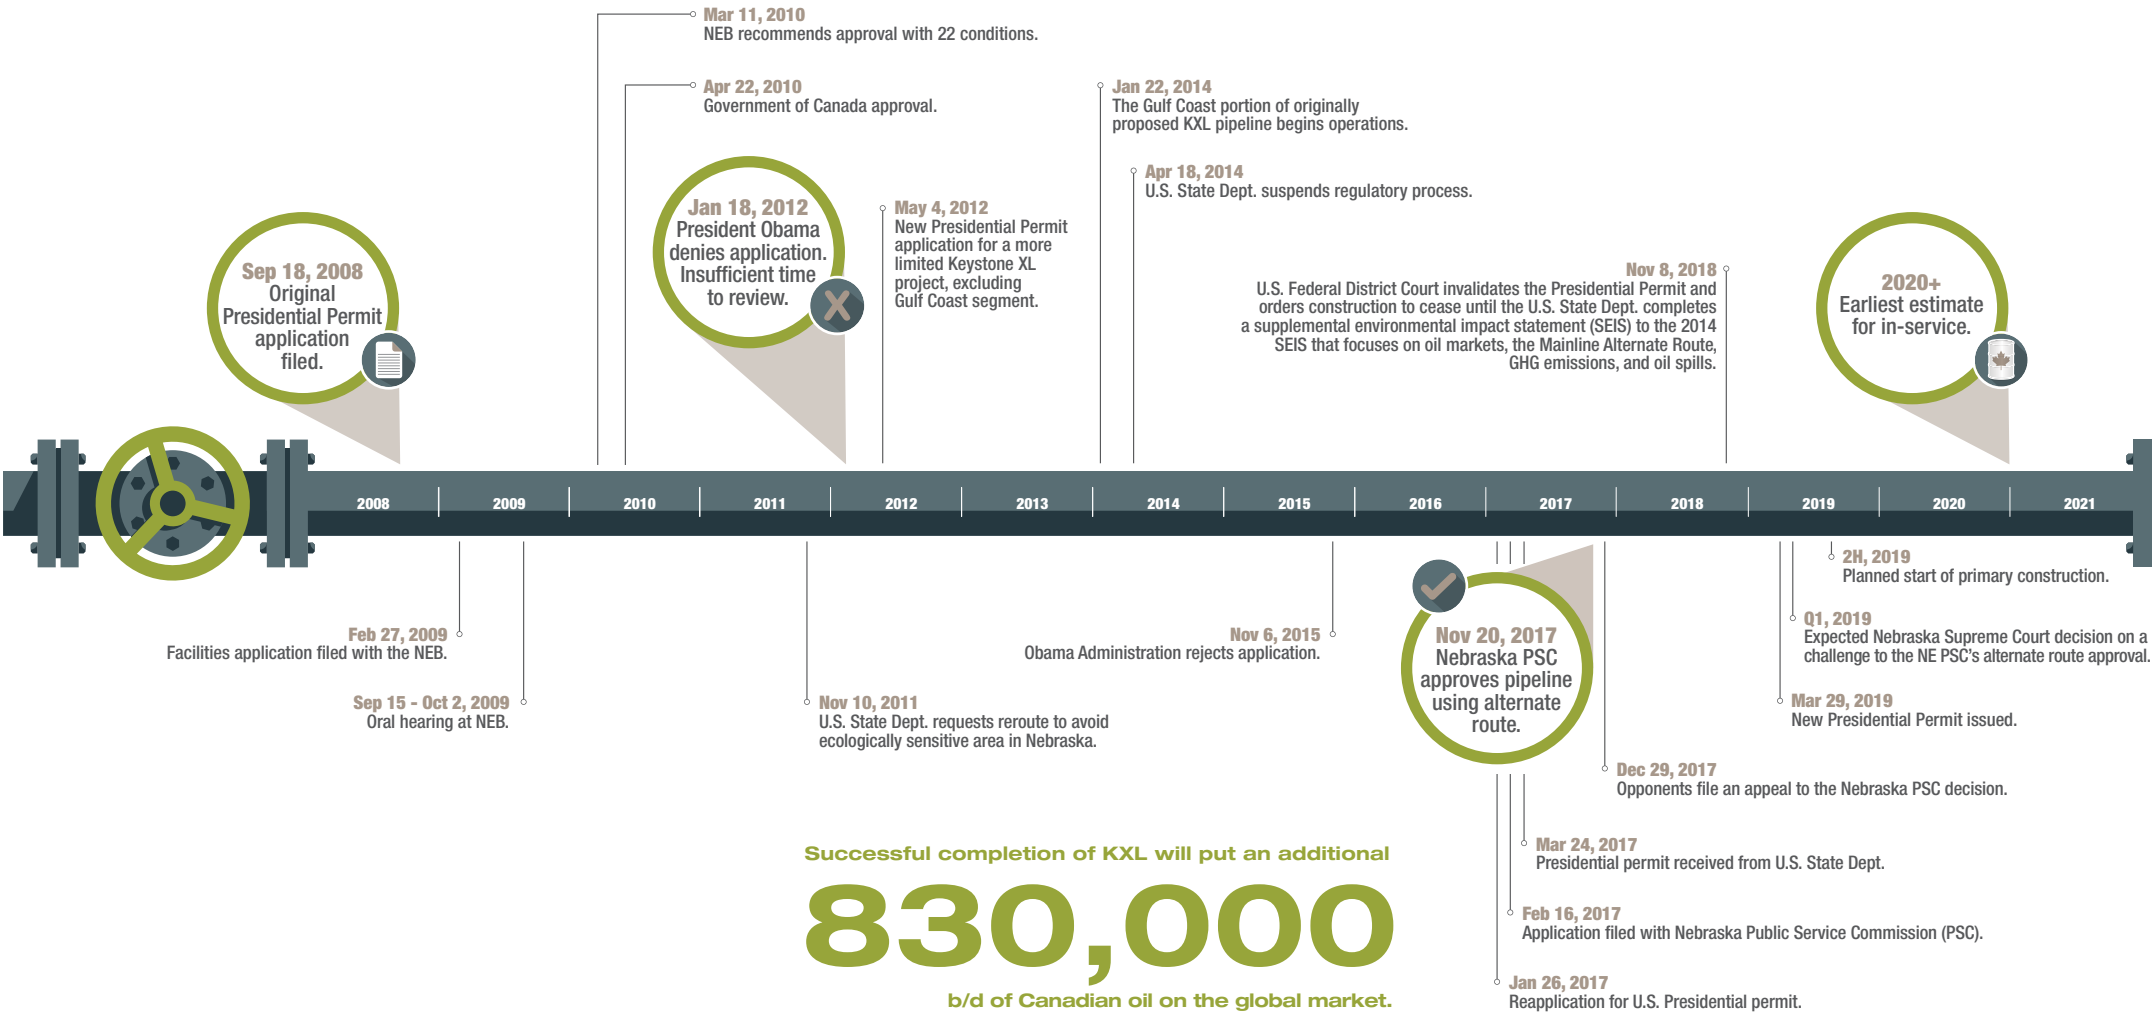 Mar 11, 2010
NEB recommends approval with 22 conditions.
Apr 22, 2010
Government of Canada approval.
Jan 22, 2014
The Gulf Coast portion of originally
proposed KXL pipeline begins operations.
Apr 18, 2014
U.S. State Dept. suspends regulatory process.
Sep 18, 2008
Original
Presidential Permit
application
filed.
Jan 18, 2012
President Obama
denies application.
Insufficient time
to review.
May 4, 2012
New Presidential Permit
application for a more
limited Keystone XL
project, excluding
Gulf Coast segment.
Nov 8, 2018
U.S. Federal District Court invalidates the Presidential Permit and
orders construction to cease until the U.S. State Dept. completes
a supplemental environmental impact statement (SEIS) to the 2014
SEIS that focuses on oil markets, the Mainline Alternate Route,
GHG emissions, and oil spills.
2020+
Earliest estimate
for in-service.
2008 2009 2010 2011 2012 2013 2014 2015 2016 2017 2018 2019 2020 2021
Feb 27, 2009
Facilities application filed with the NEB.
Sep 15 - Oct 2, 2009
Oral hearing at NEB.
Nov 10, 2011
U.S. State Dept. requests reroute to avoid
ecologically sensitive area in Nebraska.
Nov 6, 2015
Obama Administration rejects application.
Nov 20, 2017
Nebraska PSC
approves pipeline
using alternate
route.
2H, 2019
Planned start of primary construction.
Q1, 2019
Expected Nebraska Supreme Court decision on a
challenge to the NE PSC's alternate route approval.
Mar 29, 2019
New Presidential Permit issued.
Dec 29, 2017
Opponents file an appeal to the Nebraska PSC decision.
Mar 24, 2017
Presidential permit received from U.S. State Dept.
Feb 16, 2017
Application filed with Nebraska Public Service Commission (PSC).
Jan 26, 2017
Reapplication for U.S. Presidential permit.
Successful completion of KXL will put an additional
830,000
b/d of Canadian oil on the global market.